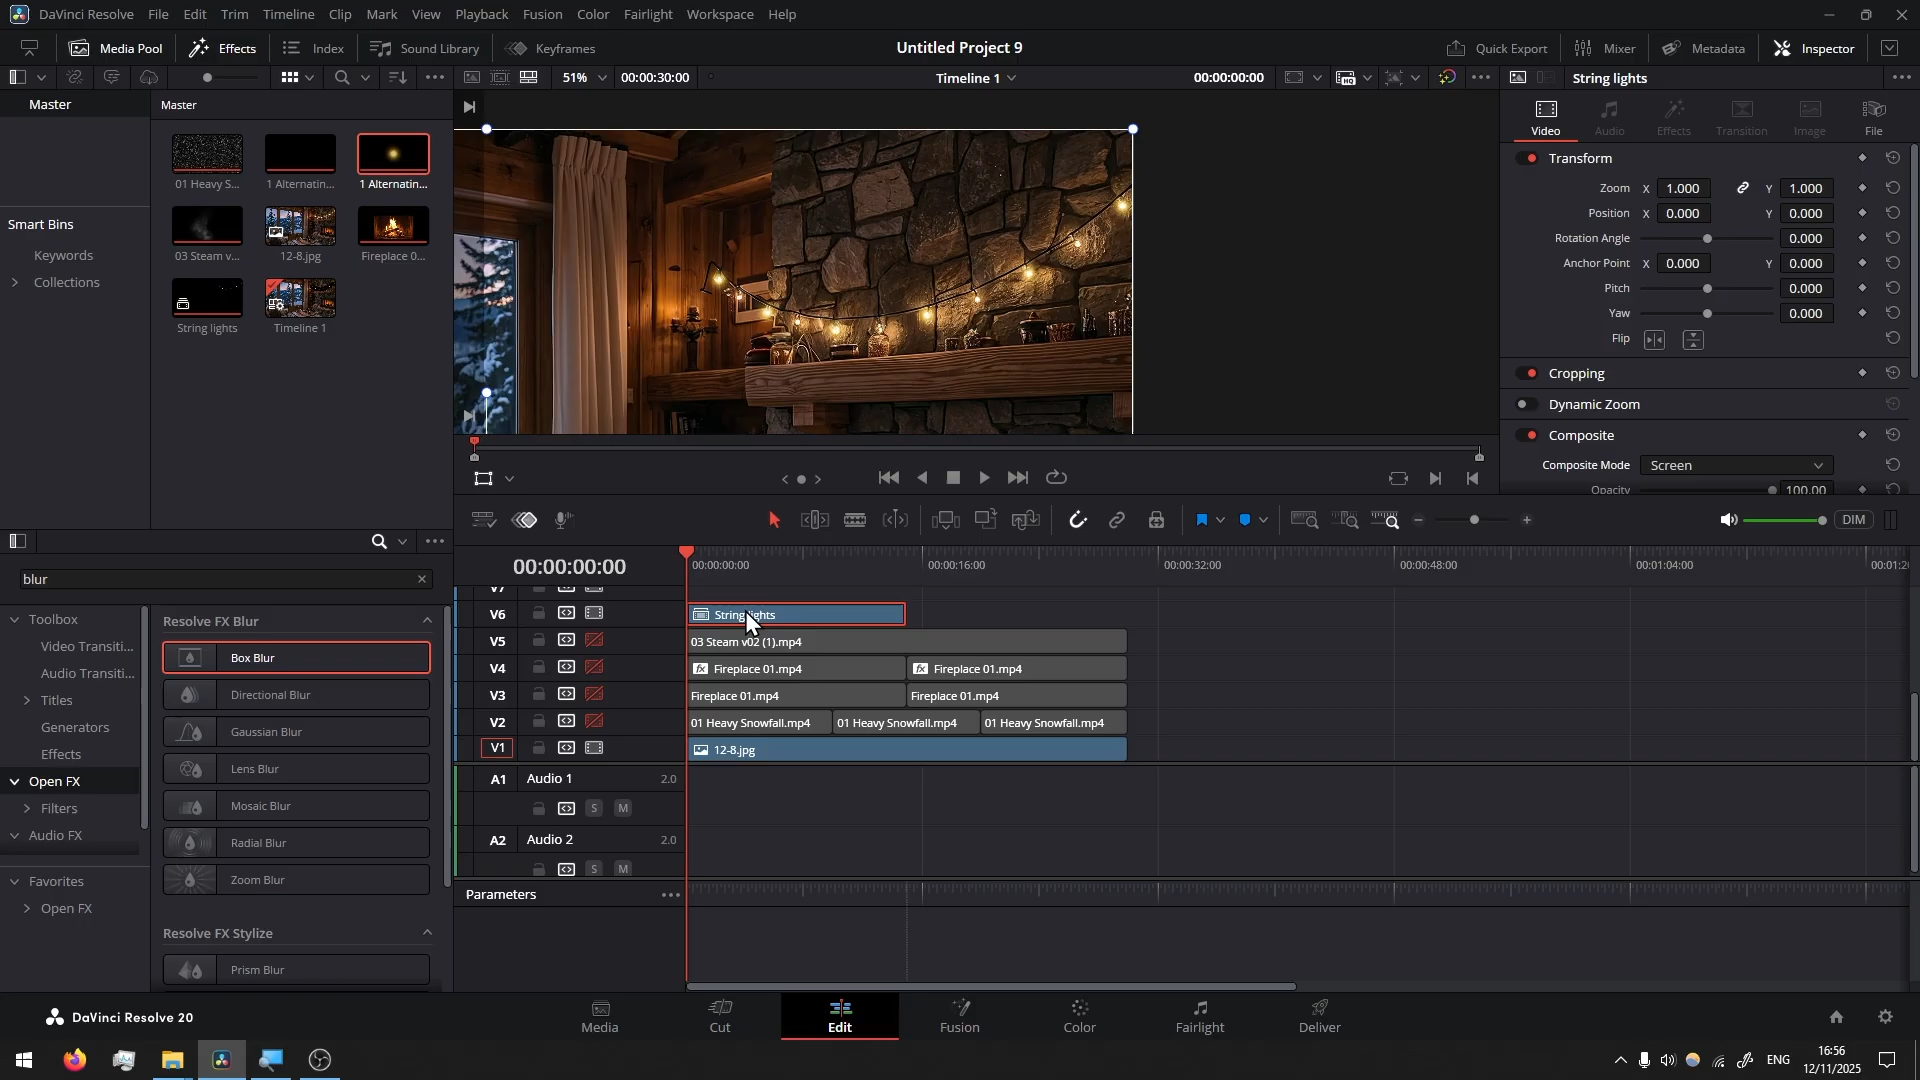 DaVinci Resolve File Edit Trim Timeline Clip Mark View Playback Fusion Color Fairlight Workspace Help
Media Pool Effects Index Sound Library Keyframes Untitled Project 9 Quick Export Mixer Metadata Inspector
51% 00:00:30:00 Timeline 1 00:00:00:00 String lights
Master Master
Video Audio Effects Transition Image File
01 Heavy S... 1 Alternatin... 1 Alternatin...
03 Steam v... 12-8.jpg Fireplace 0...
String lights Timeline 1
Smart Bins
Keywords
Collections
Transform
Zoom X 1.000 Y 1.000
Position X 0.000 Y 0.000
Rotation Angle 0.000
Anchor Point X 0.000 Y 0.000
Pitch 0.000
Yaw 0.000
Flip
Cropping
Dynamic Zoom
Composite
Composite Mode Screen
Opacity 100.00
DIM
blur
Toolbox
Video Transiti...
Audio Transiti...
Titles
Generators
Effects
Open FX
Filters
Audio FX
Favorites
Open FX
Resolve FX Blur
Box Blur
Directional Blur
Gaussian Blur
Lens Blur
Mosaic Blur
Radial Blur
Zoom Blur
Resolve FX Stylize
Prism Blur
00:00:00:00 00:00:00:00 00:00:16:00 00:00:32:00 00:00:48:00 00:01:04:00 00:01:2
V7
V6 String lights
V5 03 Steam v02 (1).mp4
V4 Fireplace 01.mp4 Fireplace 01.mp4
V3 Fireplace 01.mp4 Fireplace 01.mp4
V2 01 Heavy Snowfall.mp4 01 Heavy Snowfall.mp4 01 Heavy Snowfall.mp4
V1 12-8.jpg
A1 Audio 1 2.0
S M
A2 Audio 2 2.0
S M
Parameters
DaVinci Resolve 20 Media Cut Edit Fusion Color Fairlight Deliver
ENG 16:56
12/11/2025